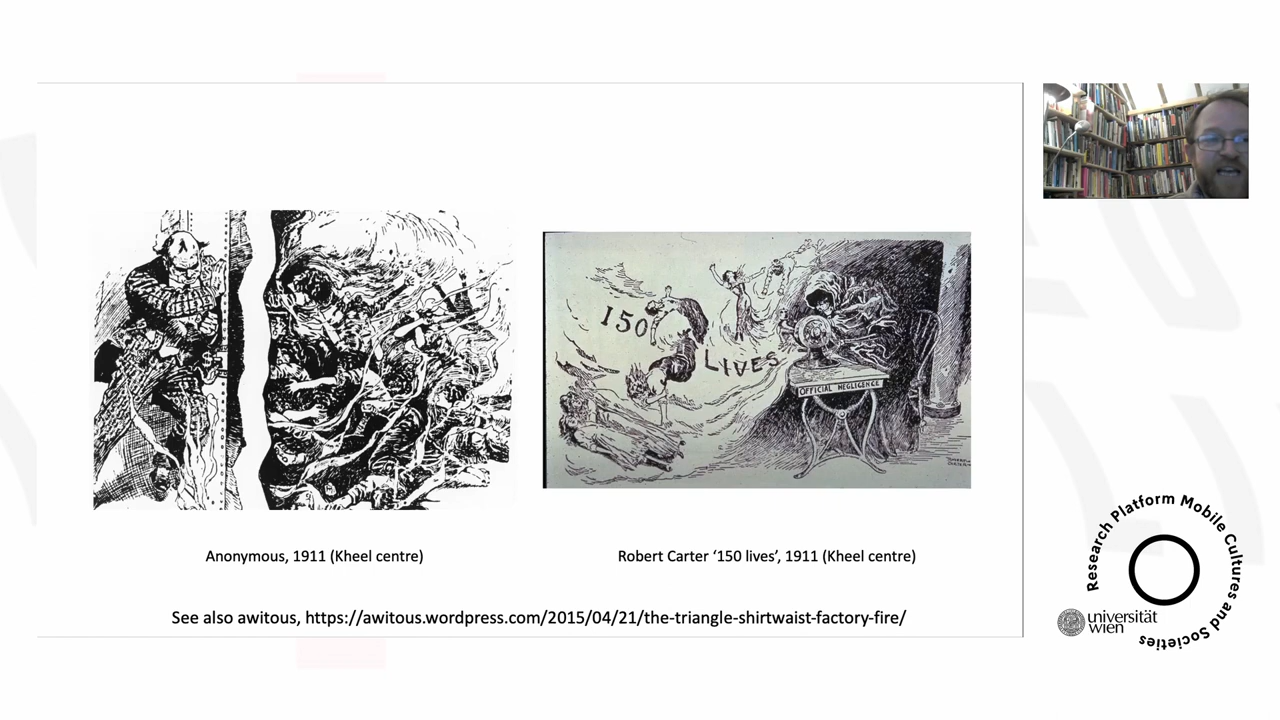 150
LIVES
OFFICIAL NEGLIGENCE
Anonymous, 1911 (Kheel centre)
Robert Carter ‘150 lives’, 1911 (Kheel centre)
See also awitous, https://awitous.wordpress.com/2015/04/21/the-triangle-shirtwaist-factory-fire/
Research Platform Mobile Cultures and Societies
universität
wien